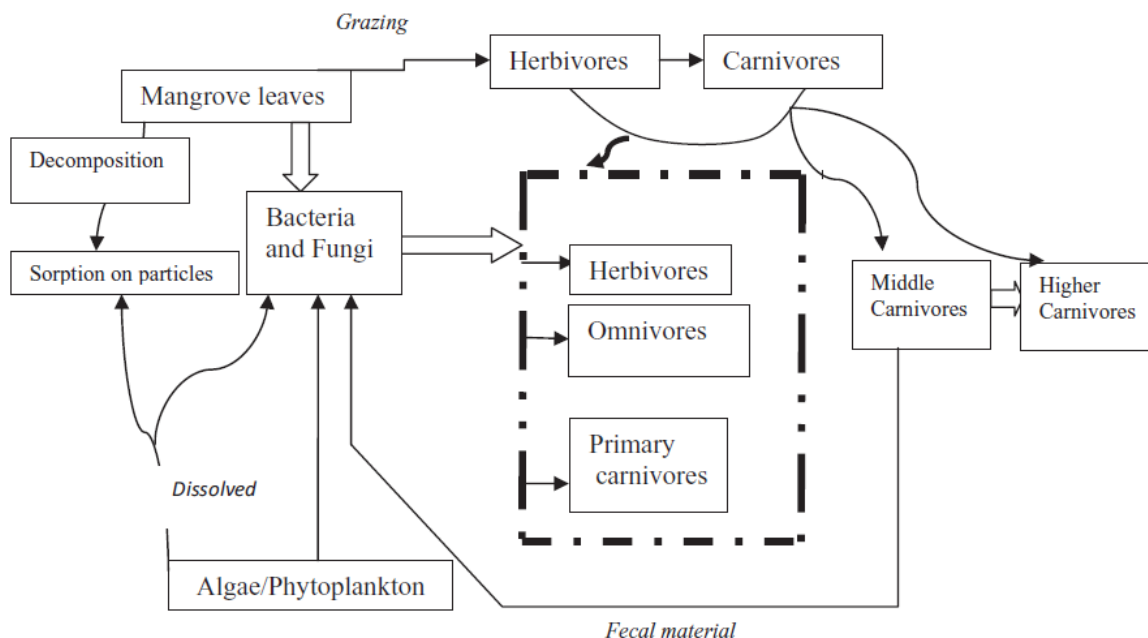 Grazing
Herbivores
Carnivores
Mangrove leaves
Decomposition
Bacteria
and Fungi
Sorption on particles
Herbivores
Omnivores
Primary
carnivores
Middle
Carnivores
Higher
Carnivores
Dissolved
Algae/Phytoplankton
Fecal material